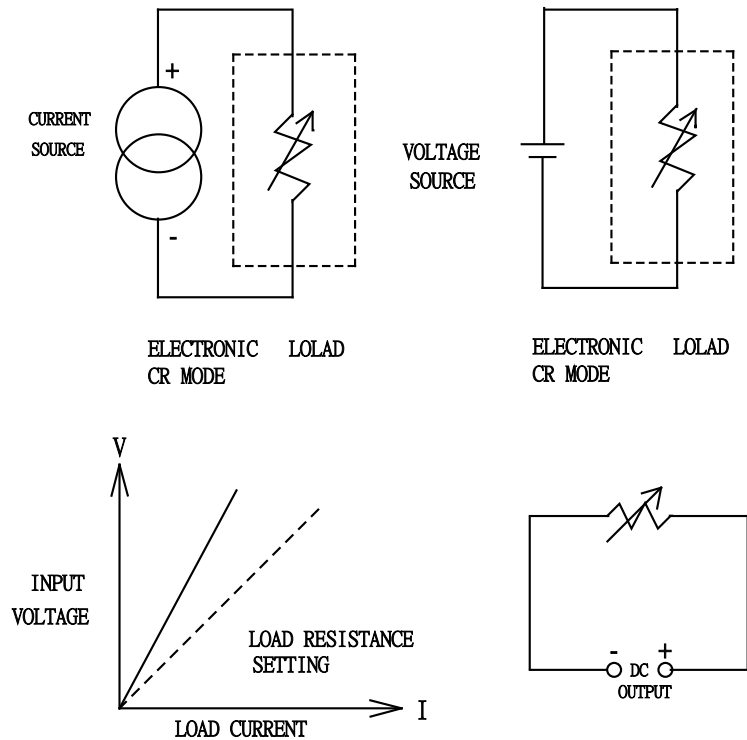 +
CURRENT
SOURCE
-
VOLTAGE
SOURCE
ELECTRONIC LOLAD
CR MODE
ELECTRONIC LOLAD
CR MODE
V
INPUT
VOLTAGE
LOAD RESISTANCE
SETTING
I
LOAD CURRENT
- DC +
OUTPUT